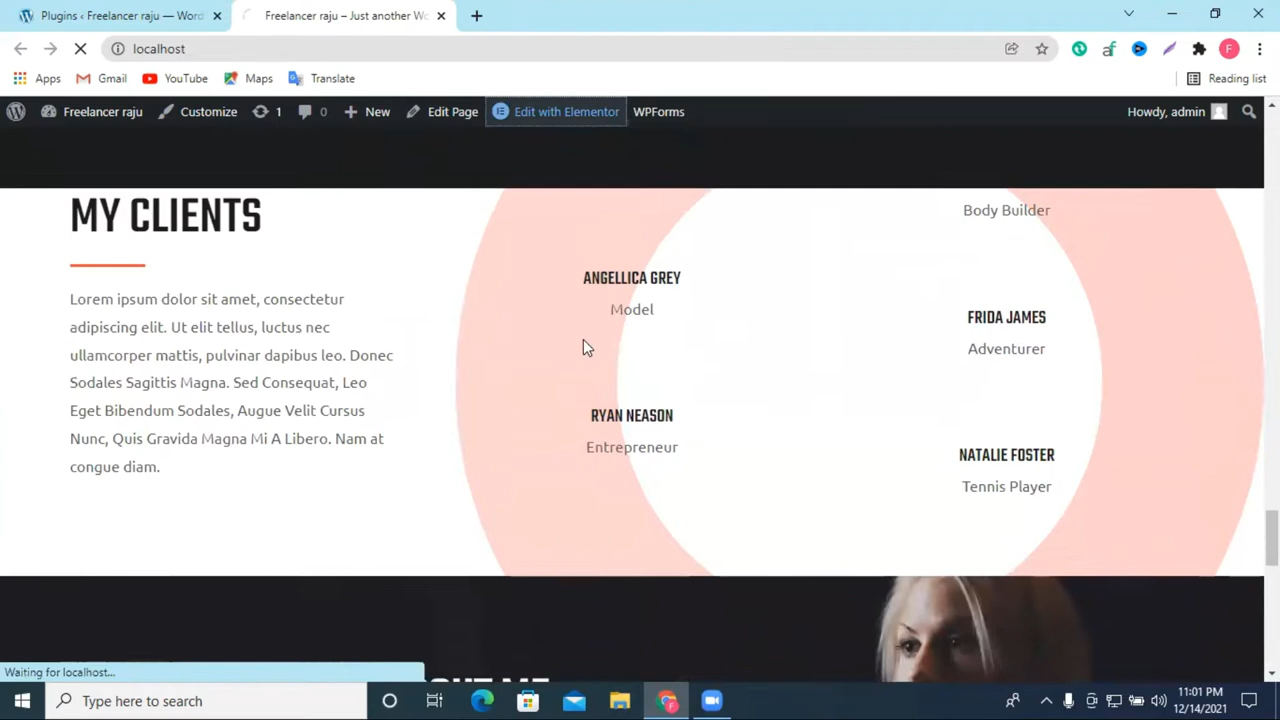 Plugins ‹ Freelancer raju — Word
Freelancer raju – Just another Wo
localhost
Apps
Gmail
YouTube
Maps
Translate
Reading list
Freelancer raju
Customize
1
0
New
Edit Page
Edit with Elementor
WPForms
Howdy, admin
MY CLIENTS
Lorem ipsum dolor sit amet, consectetur
adipiscing elit. Ut elit tellus, luctus nec
ullamcorper mattis, pulvinar dapibus leo. Donec
Sodales Sagittis Magna. Sed Consequat, Leo
Eget Bibendum Sodales, Augue Velit Cursus
Nunc, Quis Gravida Magna Mi A Libero. Nam at
congue diam.
ANGELLICA GREY
Model
RYAN NEASON
Entrepreneur
Body Builder
FRIDA JAMES
Adventurer
NATALIE FOSTER
Tennis Player
Waiting for localhost...
Type here to search
11:01 PM
12/14/2021